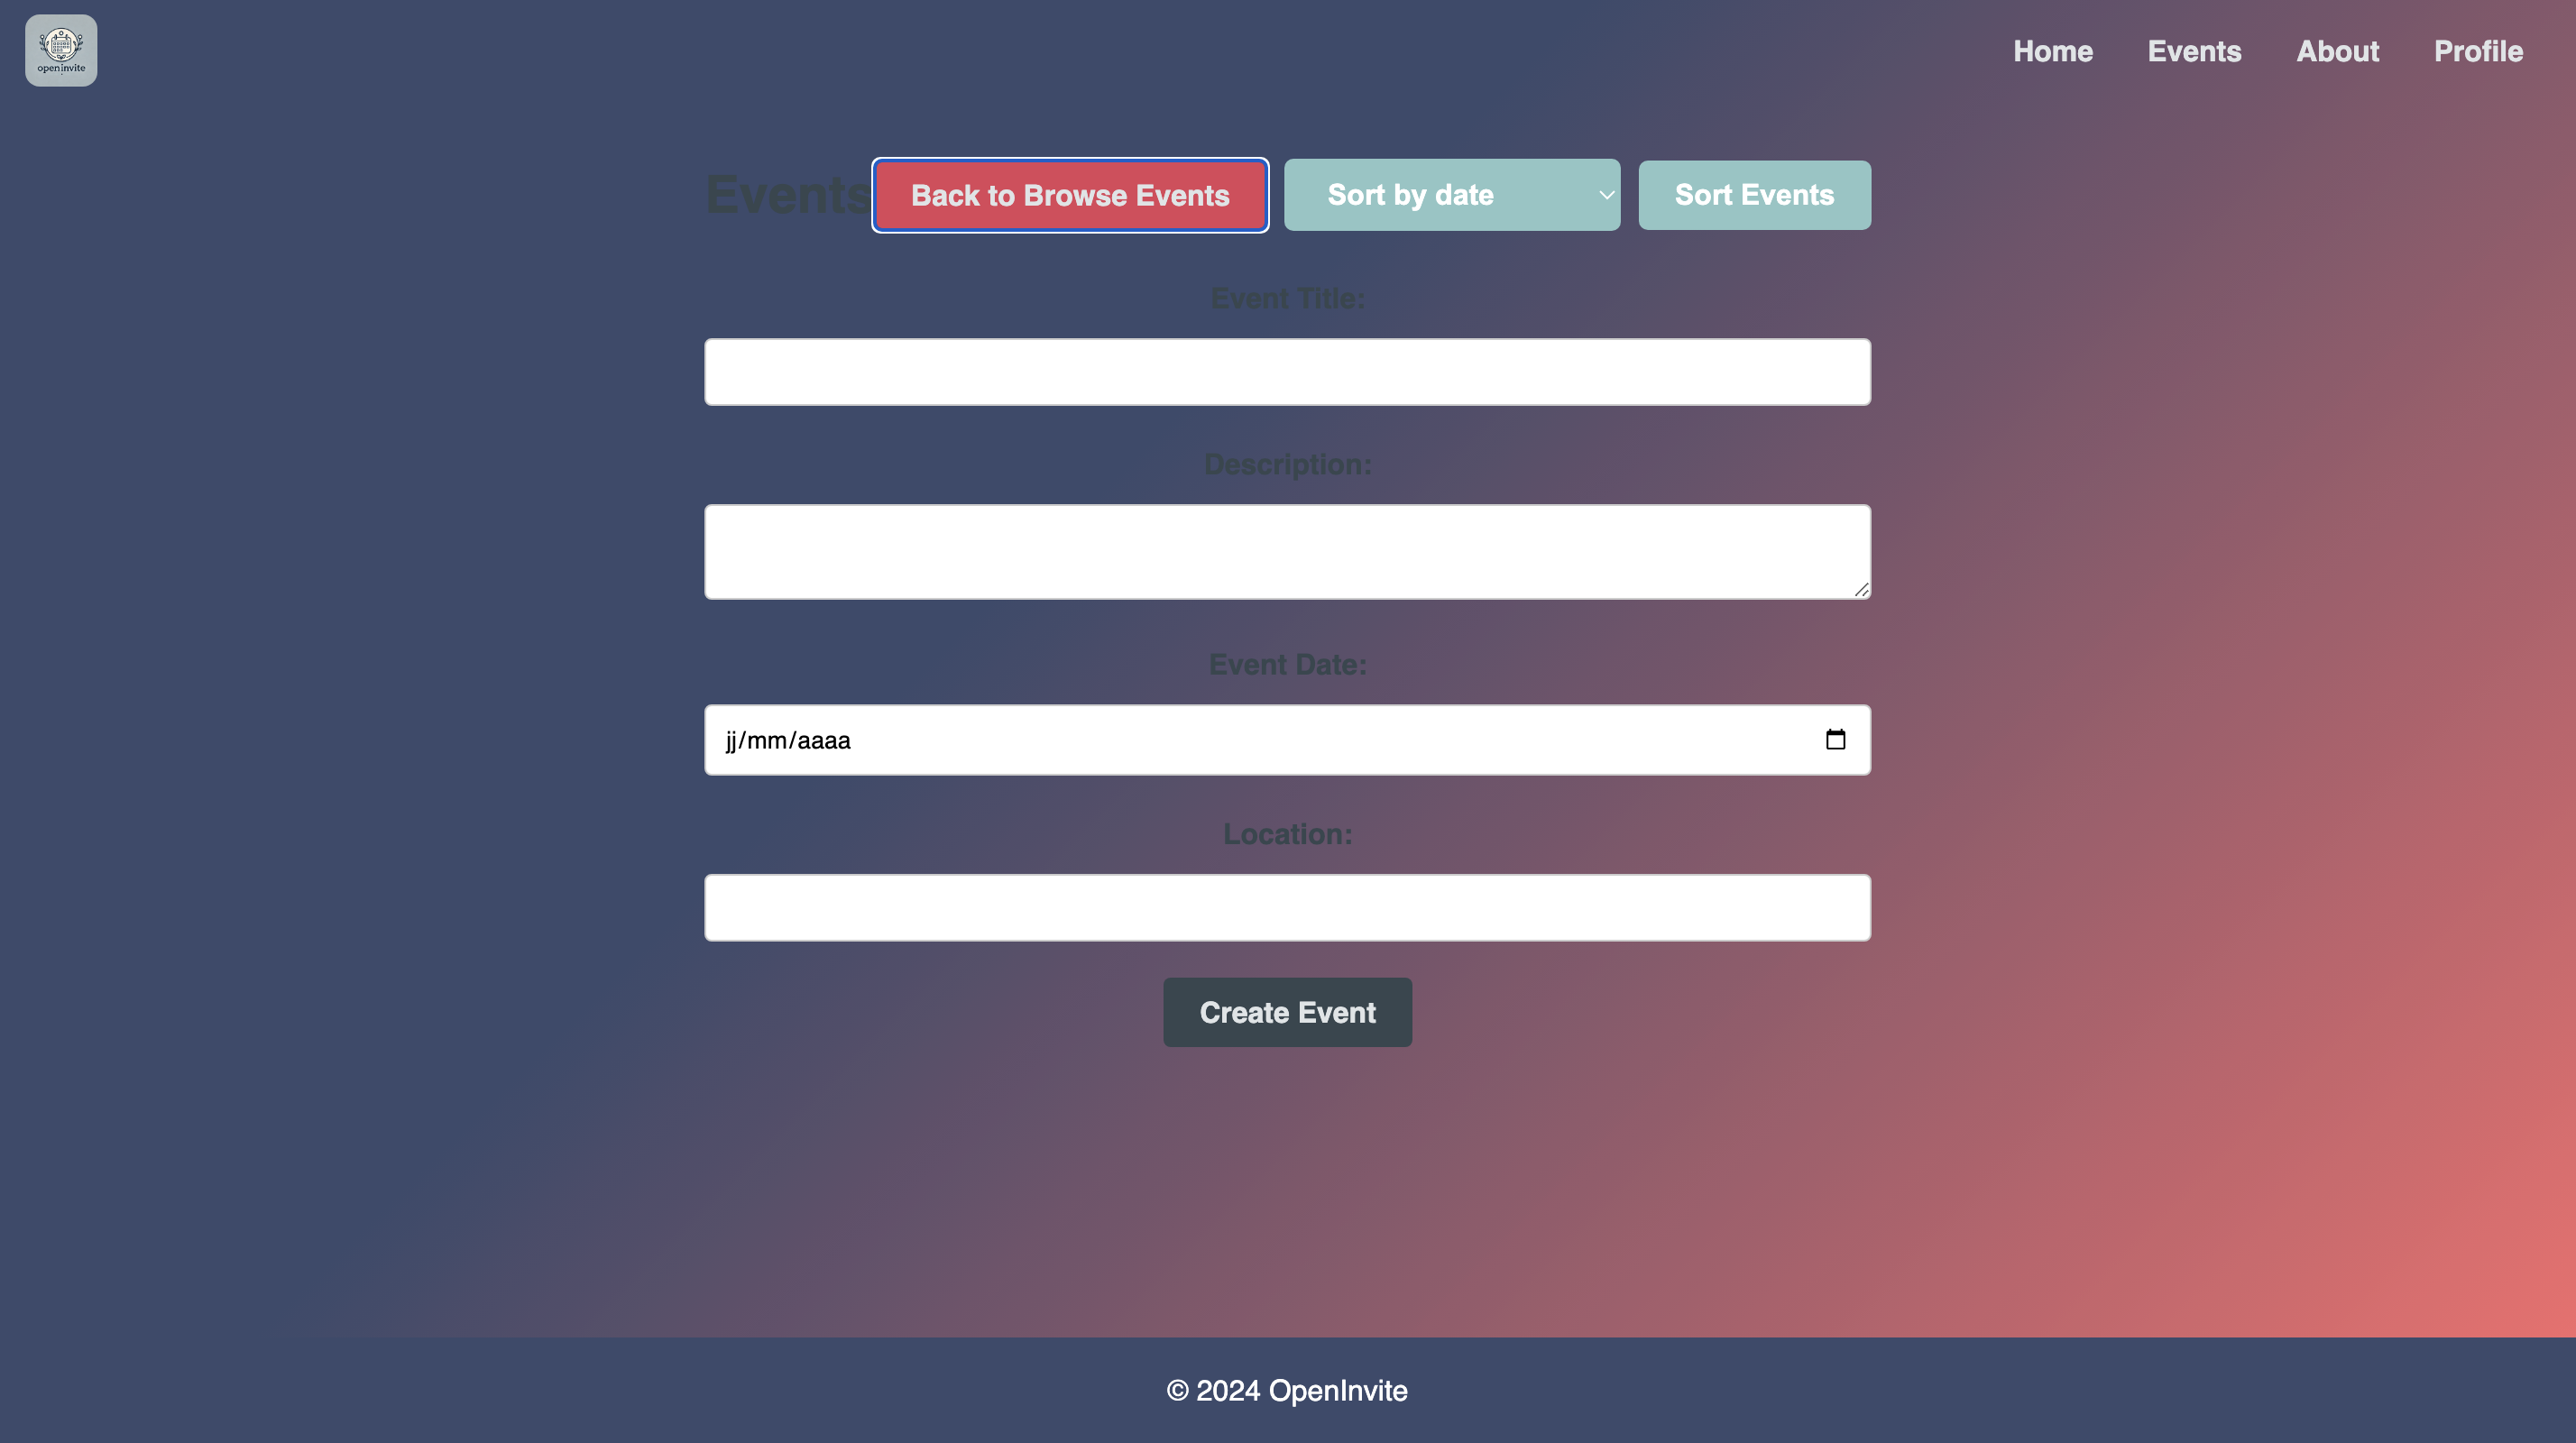 openinvite
Home Events About Profile
Events Back to Browse Events Sort by date Sort Events
Event Title:
Description:
Event Date:
jj/mm/aaaa
Location:
Create Event
© 2024 OpenInvite